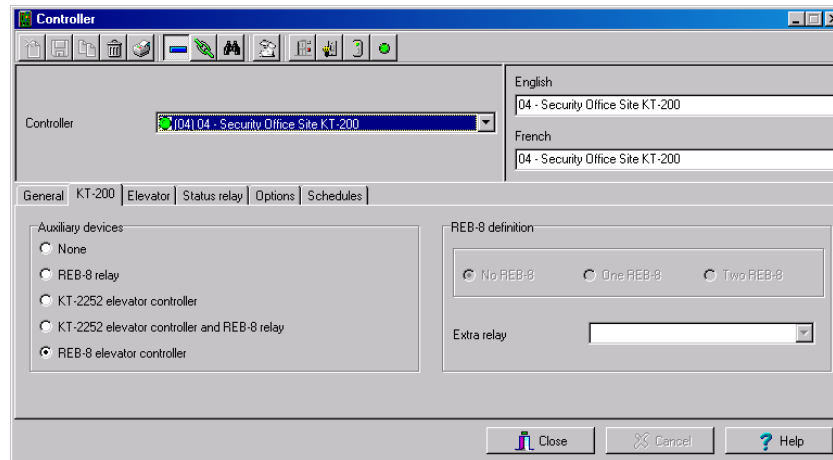 Controller
English
04 - Security Office Site KT-200
Controller
(04) 04 - Security Office Site KT-200
French
04 - Security Office Site KT-200
General KT-200 Elevator Status relay Options Schedules
Auxiliary devices
None
REB-8 relay
KT-2252 elevator controller
KT-2252 elevator controller and REB-8 relay
REB-8 elevator controller
REB-8 definition
No REB-8 One REB-8 Two REB-8
Extra relay
Close Cancel ? Help